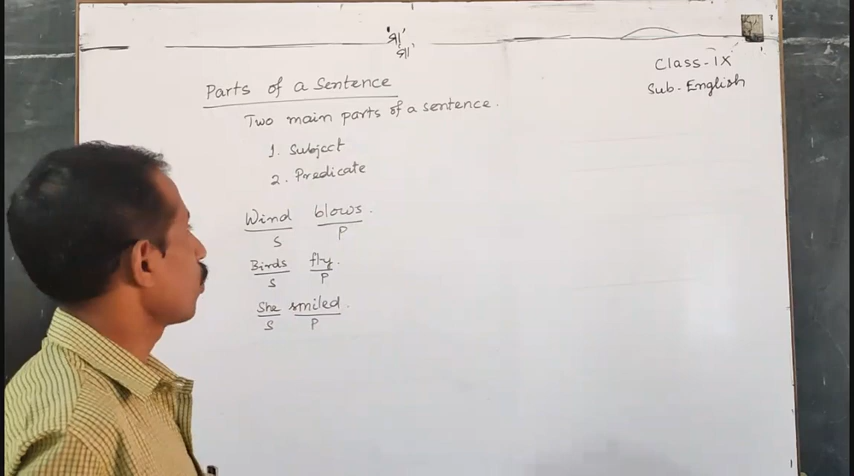 Class-IX
Sub-English
Parts of a Sentence
Two main parts of a sentence.
1. Subject
2. Predicate
Wind blows.
S P
Birds fly.
S P
She smiled.
S P